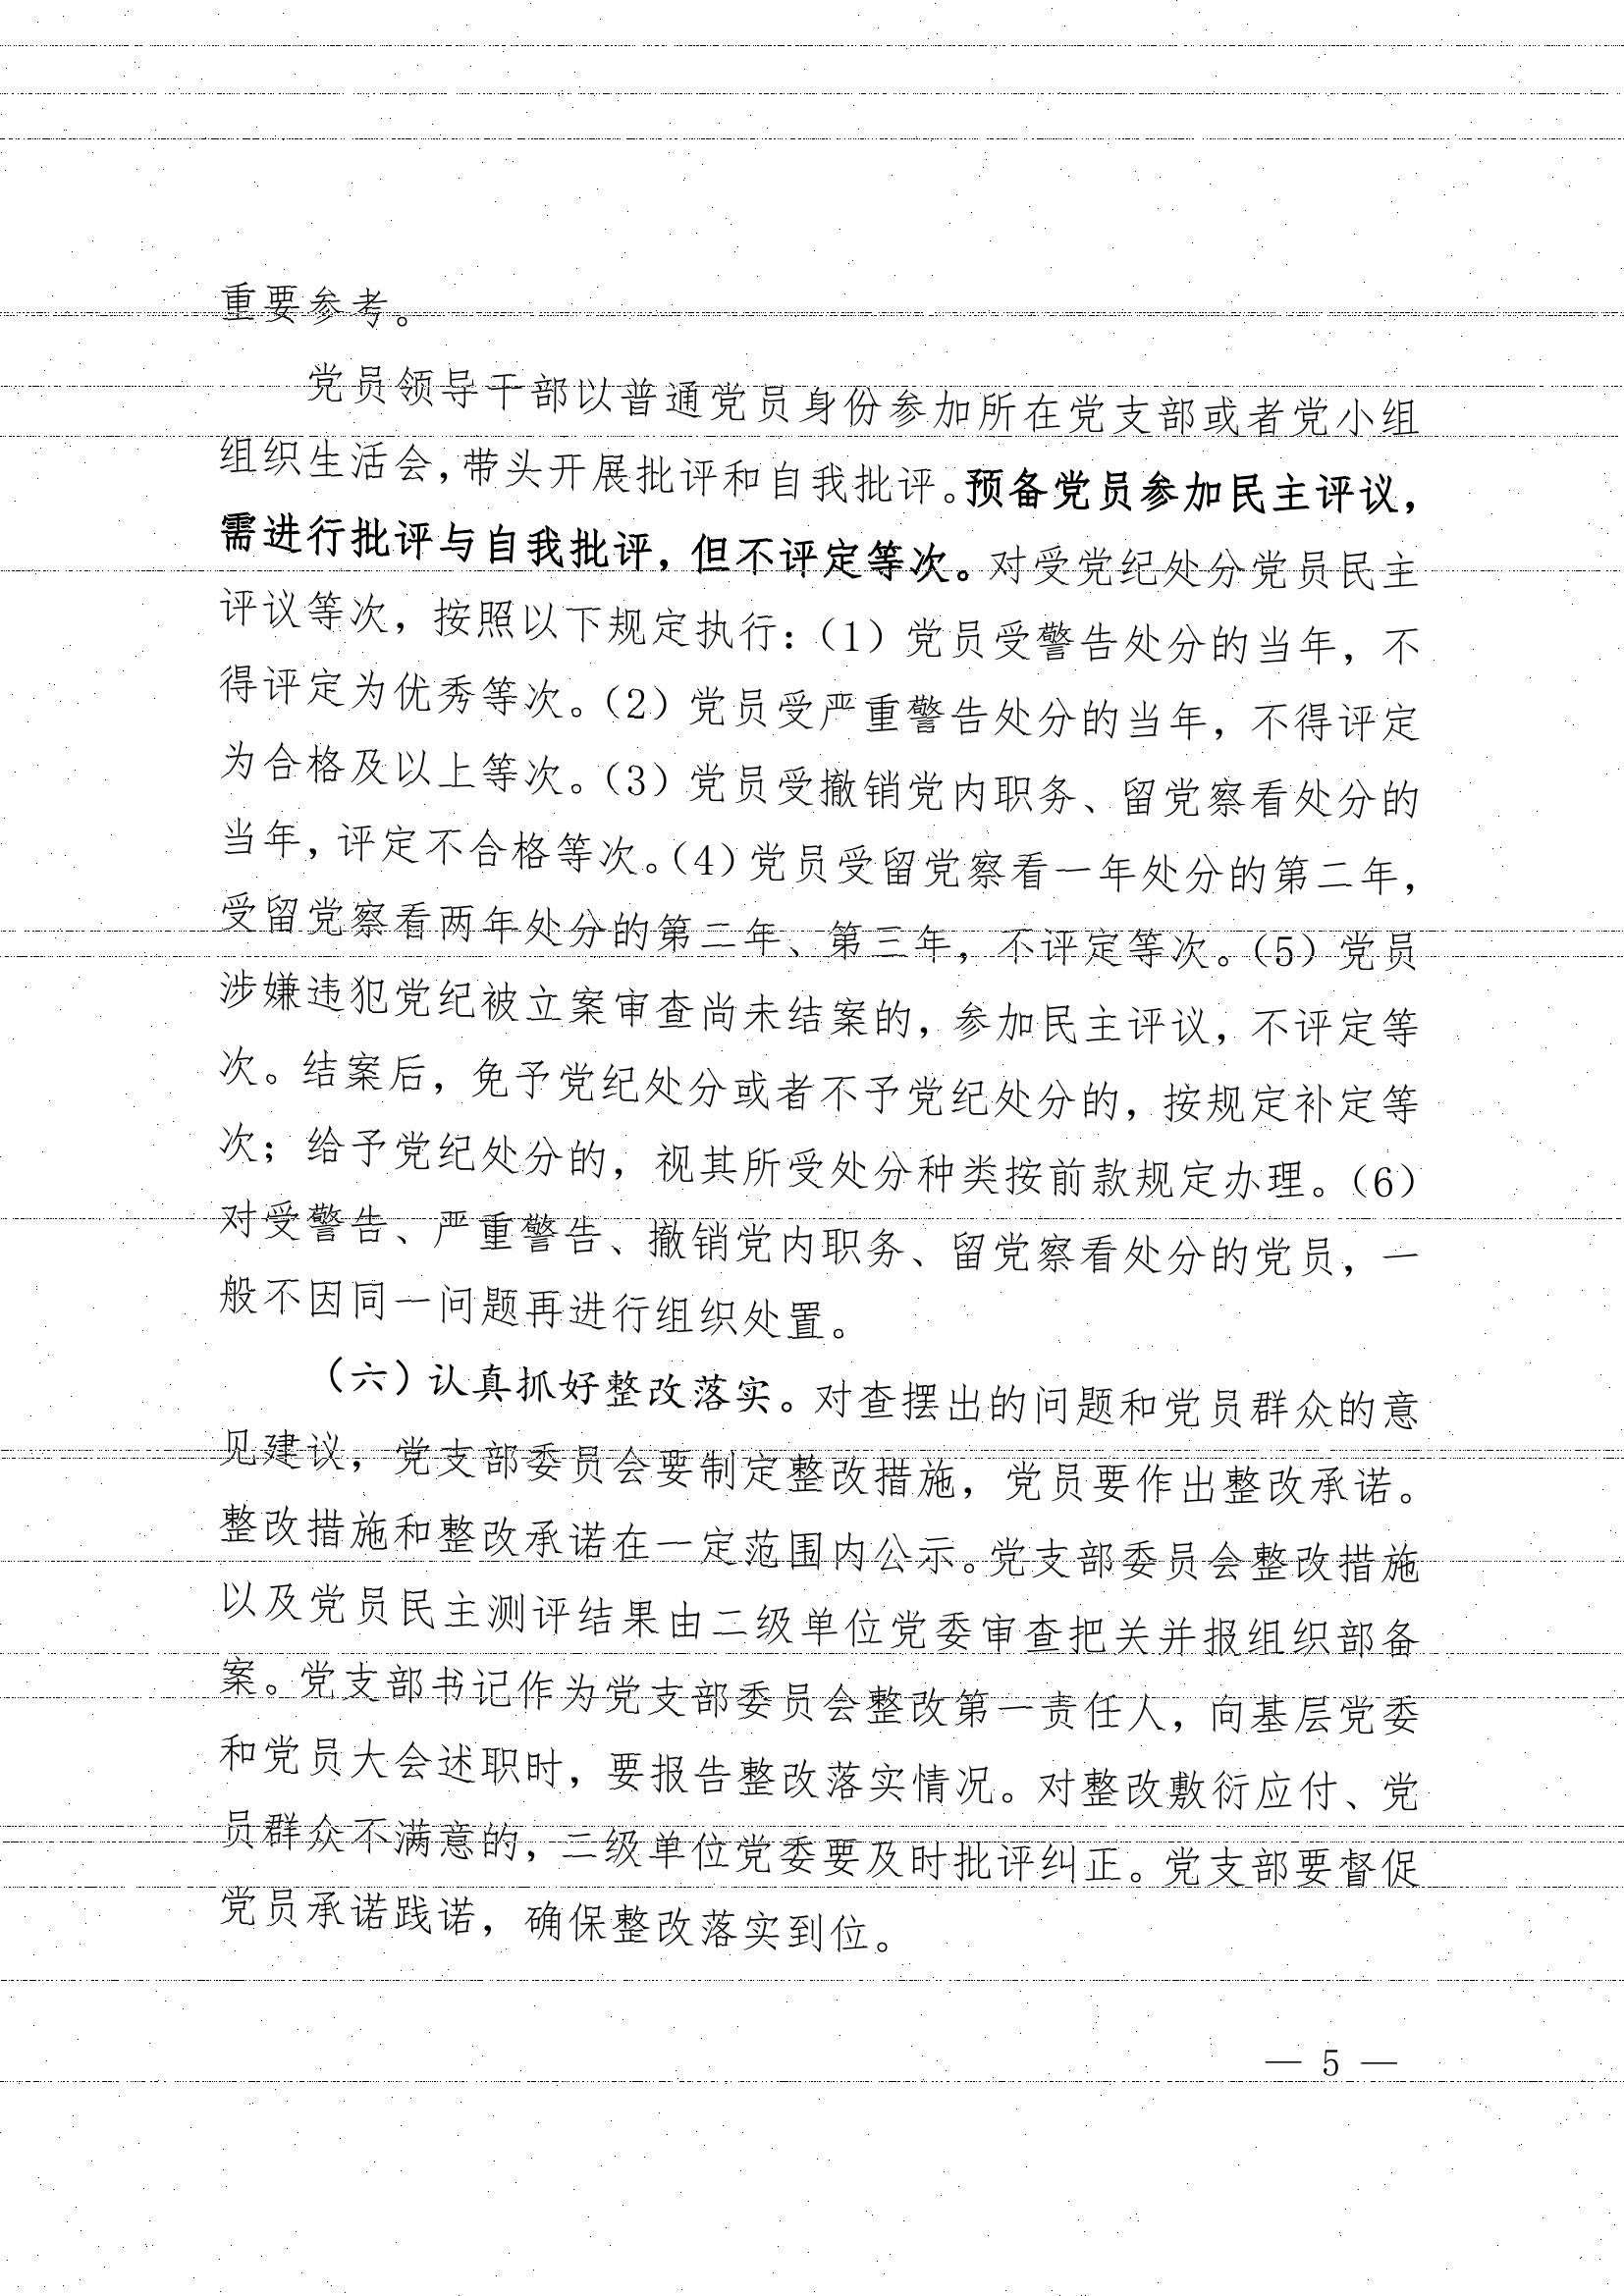 重要参考。
党员领导干部以普通党员身份参加所在党支部或者党小组
组织生活会，带头开展批评和自我批评。预备党员参加民主评议，
需进行批评与自我批评，但不评定等次。对受党纪处分党员民主
评议等次，按照以下规定执行：（1）党员受警告处分的当年，不
得评定为优秀等次。（2）党员受严重警告处分的当年，不得评定
为合格及以上等次。（3）党员受撤销党内职务、留党察看处分的
当年，评定不合格等次。（4）党员受留党察看一年处分的第二年，
受留党察看两年处分的第二年、第三年，不评定等次。（5）党员
涉嫌违犯党纪被立案审查尚未结案的，参加民主评议，不评定等
次。结案后，免予党纪处分或者不予党纪处分的，按规定补定等
次；给予党纪处分的，视其所受处分种类按前款规定办理。（6）
对受警告、严重警告、撤销党内职务、留党察看处分的党员，一
般不因同一问题再进行组织处置。
（六）认真抓好整改落实。对查摆出的问题和党员群众的意
见建议，党支部委员会要制定整改措施，党员要作出整改承诺。
整改措施和整改承诺在一定范围内公示。党支部委员会整改措施
以及党员民主测评结果由二级单位党委审查把关并报组织部备
案。党支部书记作为党支部委员会整改第一责任人，向基层党委
和党员大会述职时，要报告整改落实情况。对整改敷衍应付、党
员群众不满意的，二级单位党委要及时批评纠正。党支部要督促
党员承诺践诺，确保整改落实到位。
— 5 —